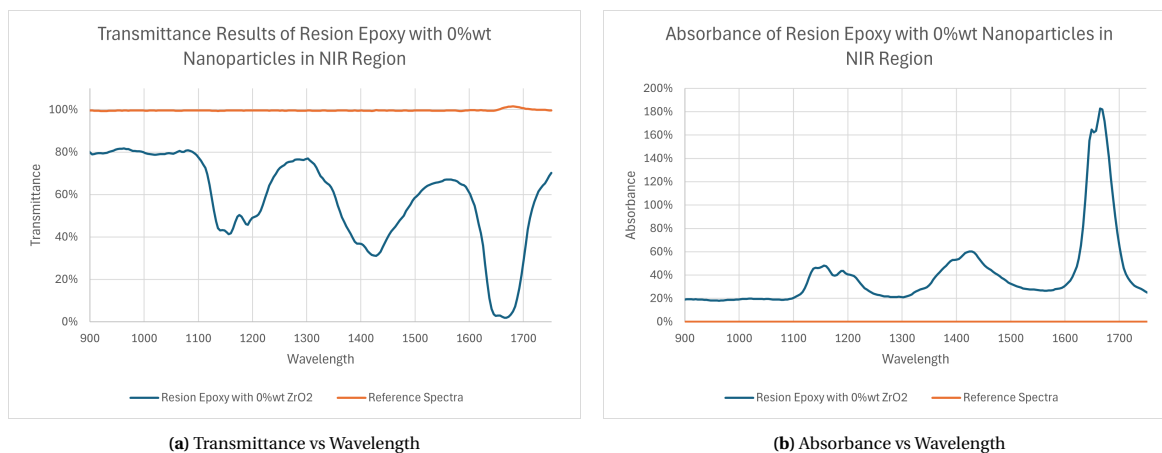 Transmittance Results of Resion Epoxy with 0%wt
Nanoparticles in NIR Region
100%
80%
60%
40%
20%
0%
Transmittance
900 1000 1100 1200 1300 1400 1500 1600 1700
Wavelength
Resion Epoxy with 0%wt ZrO2 Reference Spectra
(a) Transmittance vs Wavelength
Absorbance of Resion Epoxy with 0%wt Nanoparticles in
NIR Region
200%
180%
160%
140%
120%
100%
80%
60%
40%
20%
0%
Absorbance
900 1000 1100 1200 1300 1400 1500 1600 1700
Wavelength
Resion Epoxy with 0%wt ZrO2 Reference Spectra
(b) Absorbance vs Wavelength